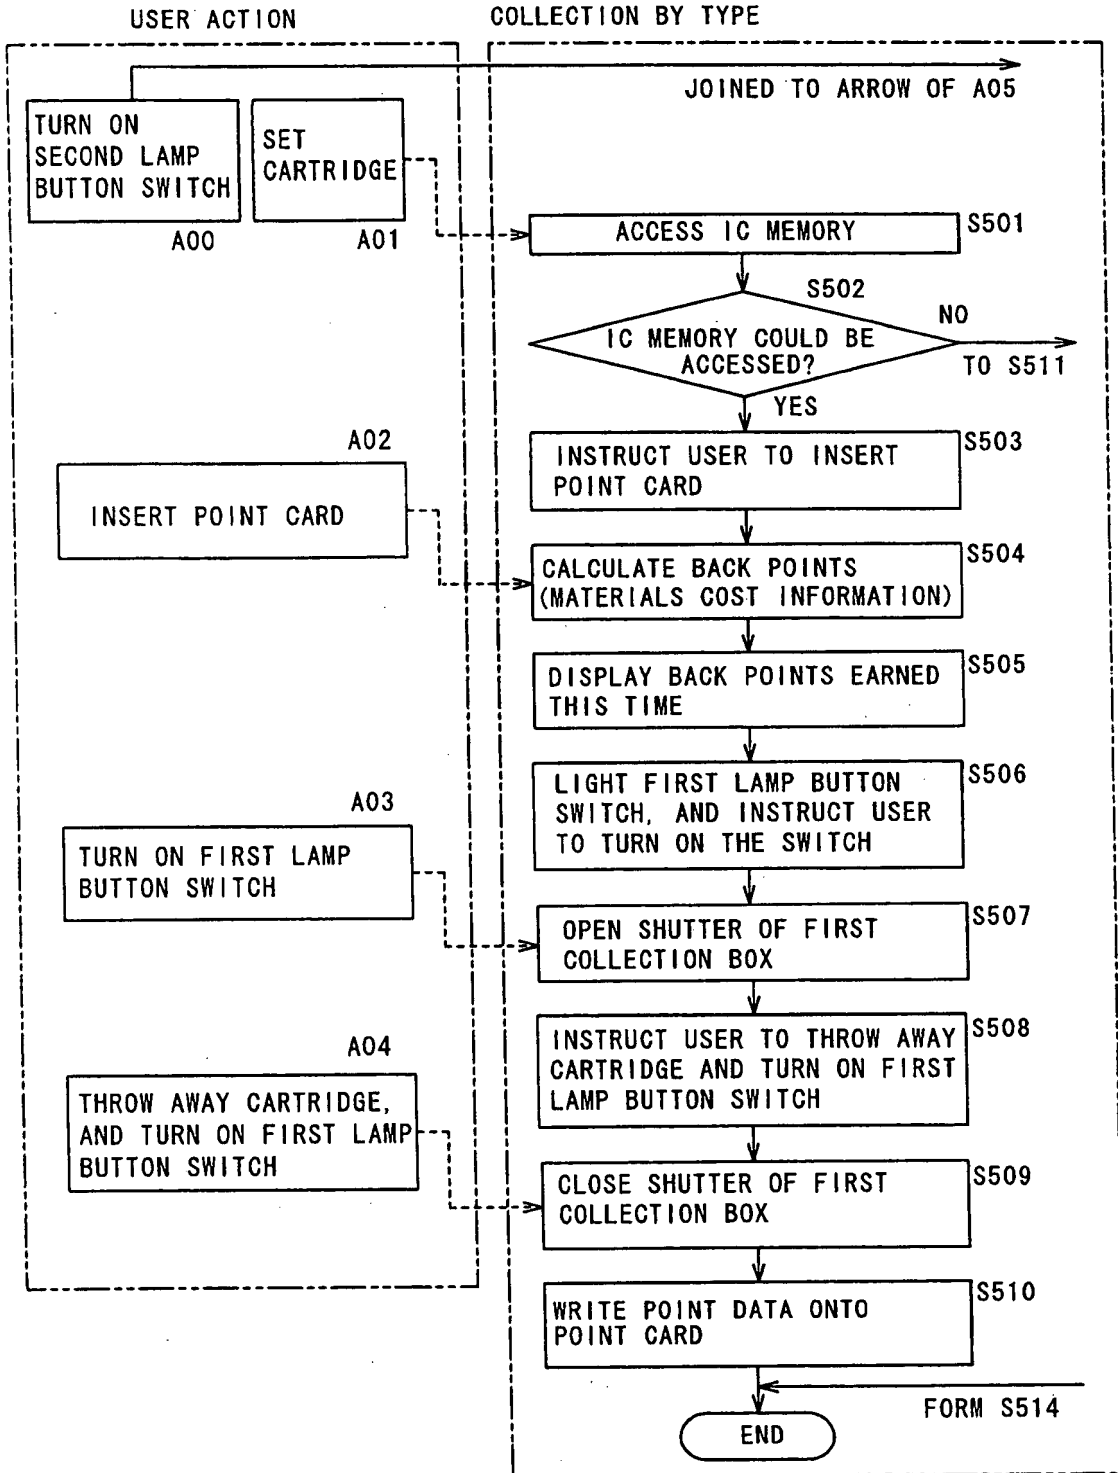 USER ACTION
COLLECTION BY TYPE
JOINED TO ARROW OF A05
TURN ON
SECOND LAMP
BUTTON SWITCH
A00
SET
CARTRIDGE
A01
ACCESS IC MEMORY
S501
S502
IC MEMORY COULD BE
ACCESSED?
NO
TO S511
YES
A02
INSERT POINT CARD
S503
INSTRUCT USER TO INSERT
POINT CARD
S504
CALCULATE BACK POINTS
(MATERIALS COST INFORMATION)
S505
DISPLAY BACK POINTS EARNED
THIS TIME
S506
LIGHT FIRST LAMP BUTTON
SWITCH, AND INSTRUCT USER
TO TURN ON THE SWITCH
A03
TURN ON FIRST LAMP
BUTTON SWITCH
S507
OPEN SHUTTER OF FIRST
COLLECTION BOX
S508
INSTRUCT USER TO THROW AWAY
CARTRIDGE AND TURN ON FIRST
LAMP BUTTON SWITCH
A04
THROW AWAY CARTRIDGE,
AND TURN ON FIRST LAMP
BUTTON SWITCH
S509
CLOSE SHUTTER OF FIRST
COLLECTION BOX
S510
WRITE POINT DATA ONTO
POINT CARD
FORM S514
END